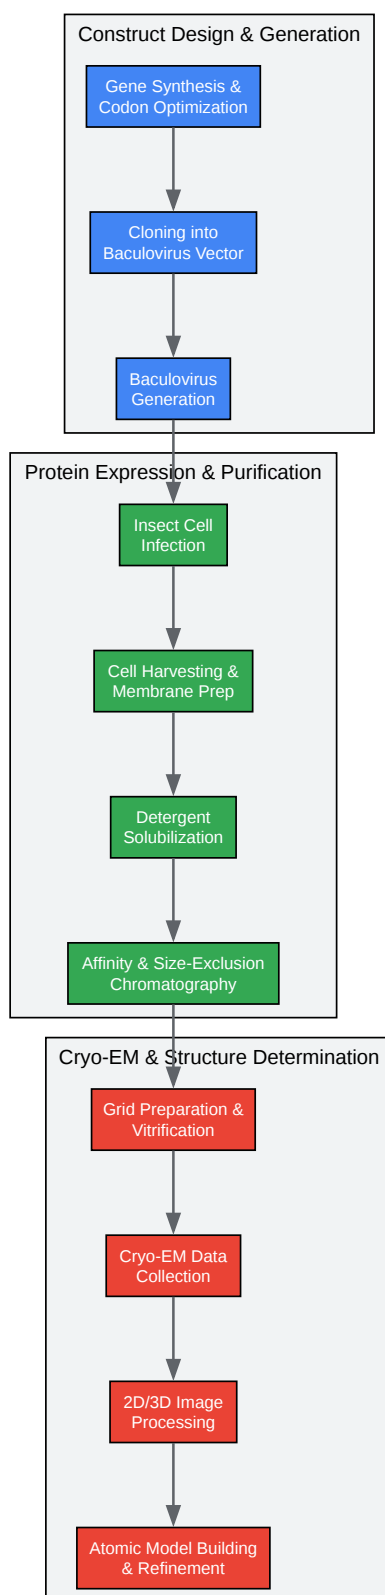 Construct Design & Generation
Gene Synthesis &
Codon Optimization
Cloning into
Baculovirus Vector
Baculovirus
Generation
Protein Expression & Purification
Insect Cell
Infection
Cell Harvesting &
Membrane Prep
Detergent
Solubilization
Affinity & Size-Exclusion
Chromatography
Cryo-EM & Structure Determination
Grid Preparation &
Vitrification
Cryo-EM Data
Collection
2D/3D Image
Processing
Atomic Model Building
& Refinement